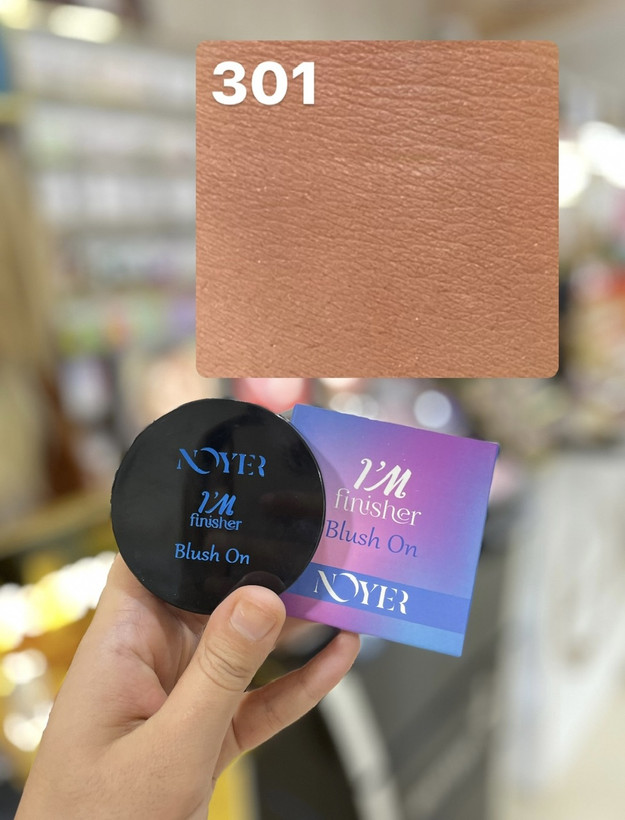 301
NOYER
I'M
finisher
Blush On
I'M
finisher
Blush On
NOYER